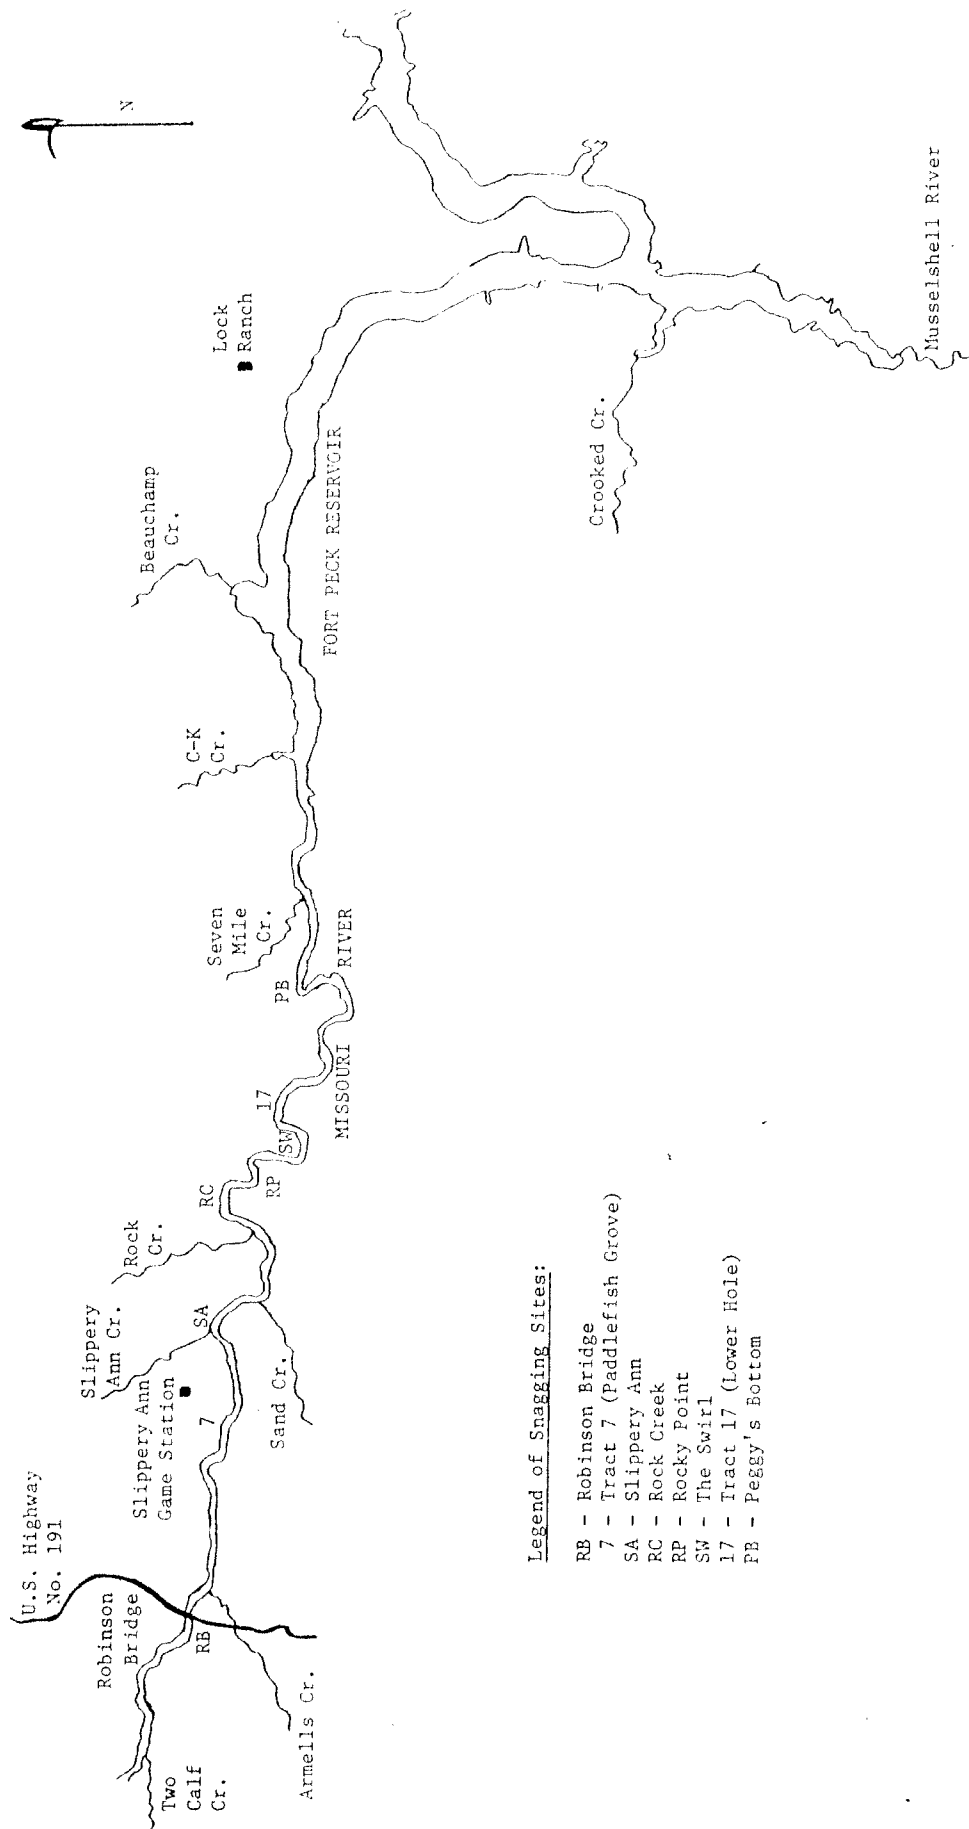 U.S. Highway
No. 191
Robinson
Bridge
Two
Calf
Cr.
RB
Armells Cr.
Slippery Ann
Game Station
7
Slippery
Ann Cr.
SA
Sand Cr.
Rock
Cr.
RC
RP
SW
17
MISSOURI
RIVER
PB
Seven
Mile
Cr.
C-K
Cr.
Beauchamp
Cr.
FORT PECK RESERVOIR
Lock
Ranch
Crooked Cr.
Musselshell River
N
Legend of Snagging Sites:
RB - Robinson Bridge
7 - Tract 7 (Paddlefish Grove)
SA - Slippery Ann
RC - Rock Creek
RP - Rocky Point
SW - The Swirl
17 - Tract 17 (Lower Hole)
PB - Peggy's Bottom